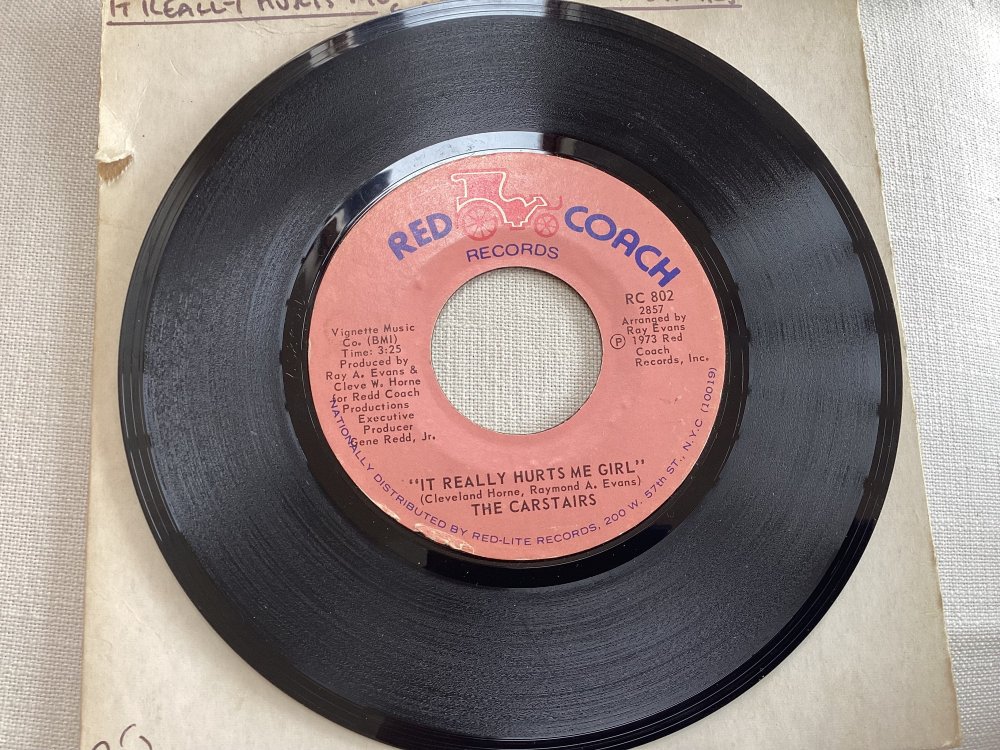 IT REALLY HURTS
RED COACH
RECORDS
RC 802
2857
Arranged by
Ray Evans
Ⓟ 1973 Red
Coach
Records, Inc.
Vignette Music
Co. (BMI)
Time: 3:25
Produced by
Ray A. Evans &
Cleve W. Horne
for Redd Coach
Productions
Executive
Producer
Gene Redd, Jr.
"IT REALLY HURTS ME GIRL"
(Cleveland Horne, Raymond A. Evans)
THE CARSTAIRS
NATIONALLY DISTRIBUTED BY RED-LITE RECORDS, 200 W. 57th ST., N.Y.C (10019)